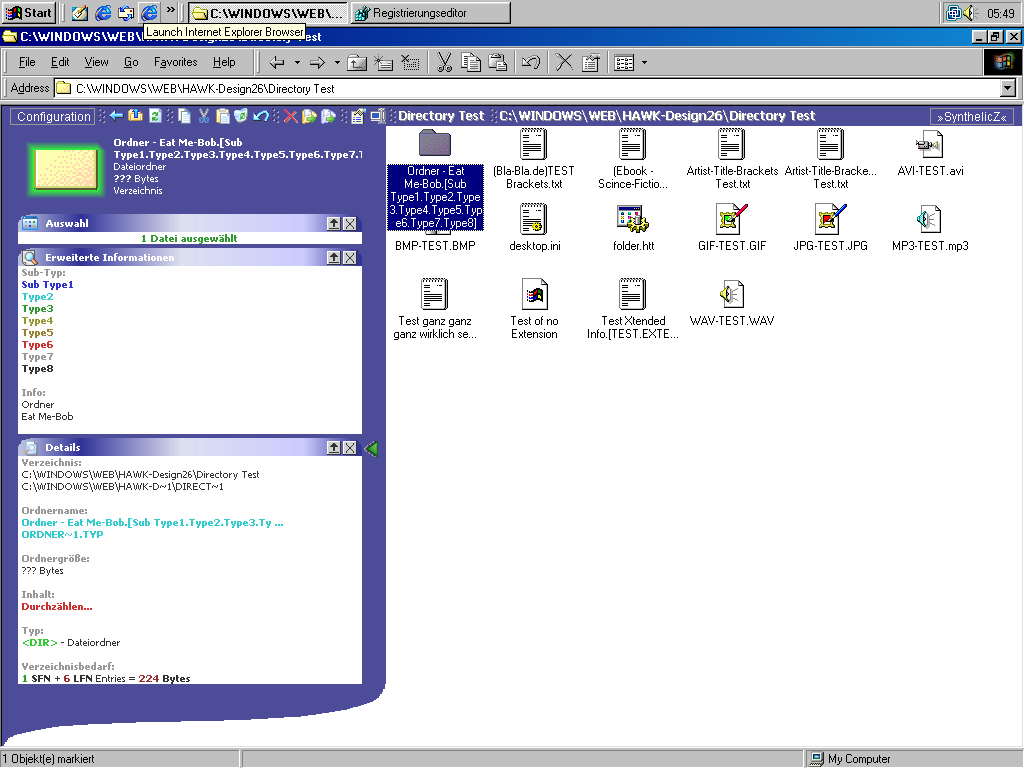 Start
»
C:\WINDOWS\WEB\...
Registrierungseditor
05:49
Launch Internet Explorer Browser
C:\WINDOWS\WEB\
Test
File Edit View Go Favorites Help
Address C:\WINDOWS\WEB\HAWK-Design26\Directory Test
Configuration
Directory Test C:\WINDOWS\WEB\HAWK-Design26\Directory Test
»SyntheticZ«
Ordner - Eat Me-Bob.[Sub
Type1.Type2.Type3.Type4.Type5.Type6.Type7.T
Dateiordner
??? Bytes
Verzeichnis
Auswahl
1 Datei ausgewählt
Erweiterte Informationen
Sub-Typ:
Sub Type1
Type2
Type3
Type4
Type5
Type6
Type7
Type8
Info:
Ordner
Eat Me-Bob
Details
Verzeichnis:
C:\WINDOWS\WEB\HAWK-Design26\Directory Test
C:\WINDOWS\WEB\HAWK-D~1\DIRECT~1
Ordnername:
Ordner - Eat Me-Bob.[Sub Type1.Type2.Type3.Ty ...
ORDNER~1.TYP
Ordnergröße:
??? Bytes
Inhalt:
Durchzählen...
Typ:
<DIR> - Dateiordner
Verzeichnisbedarf:
1 SFN + 6 LFN Entries = 224 Bytes
Ordner - Eat
Me-Bob.[Sub
Type1.Type2.Type
3.Type4.Type5.Typ
e6.Type7.Type8]
(Bla-Bla.de)TEST
Brackets.txt
(Ebook -
Scince-Fictio...
Artist-Title-Brackets
Test.txt
Artist-Title-Bracke...
Test.txt
AVI-TEST.avi
BMP-TEST.BMP
desktop.ini
folder.htt
GIF-TEST.GIF
JPG-TEST.JPG
MP3-TEST.mp3
Test ganz ganz
ganz wirklich se...
Test of no
Extension
Test Xtended
Info.[TEST.EXTE...
WAV-TEST.WAV
1 Objekt(e) markiert
My Computer